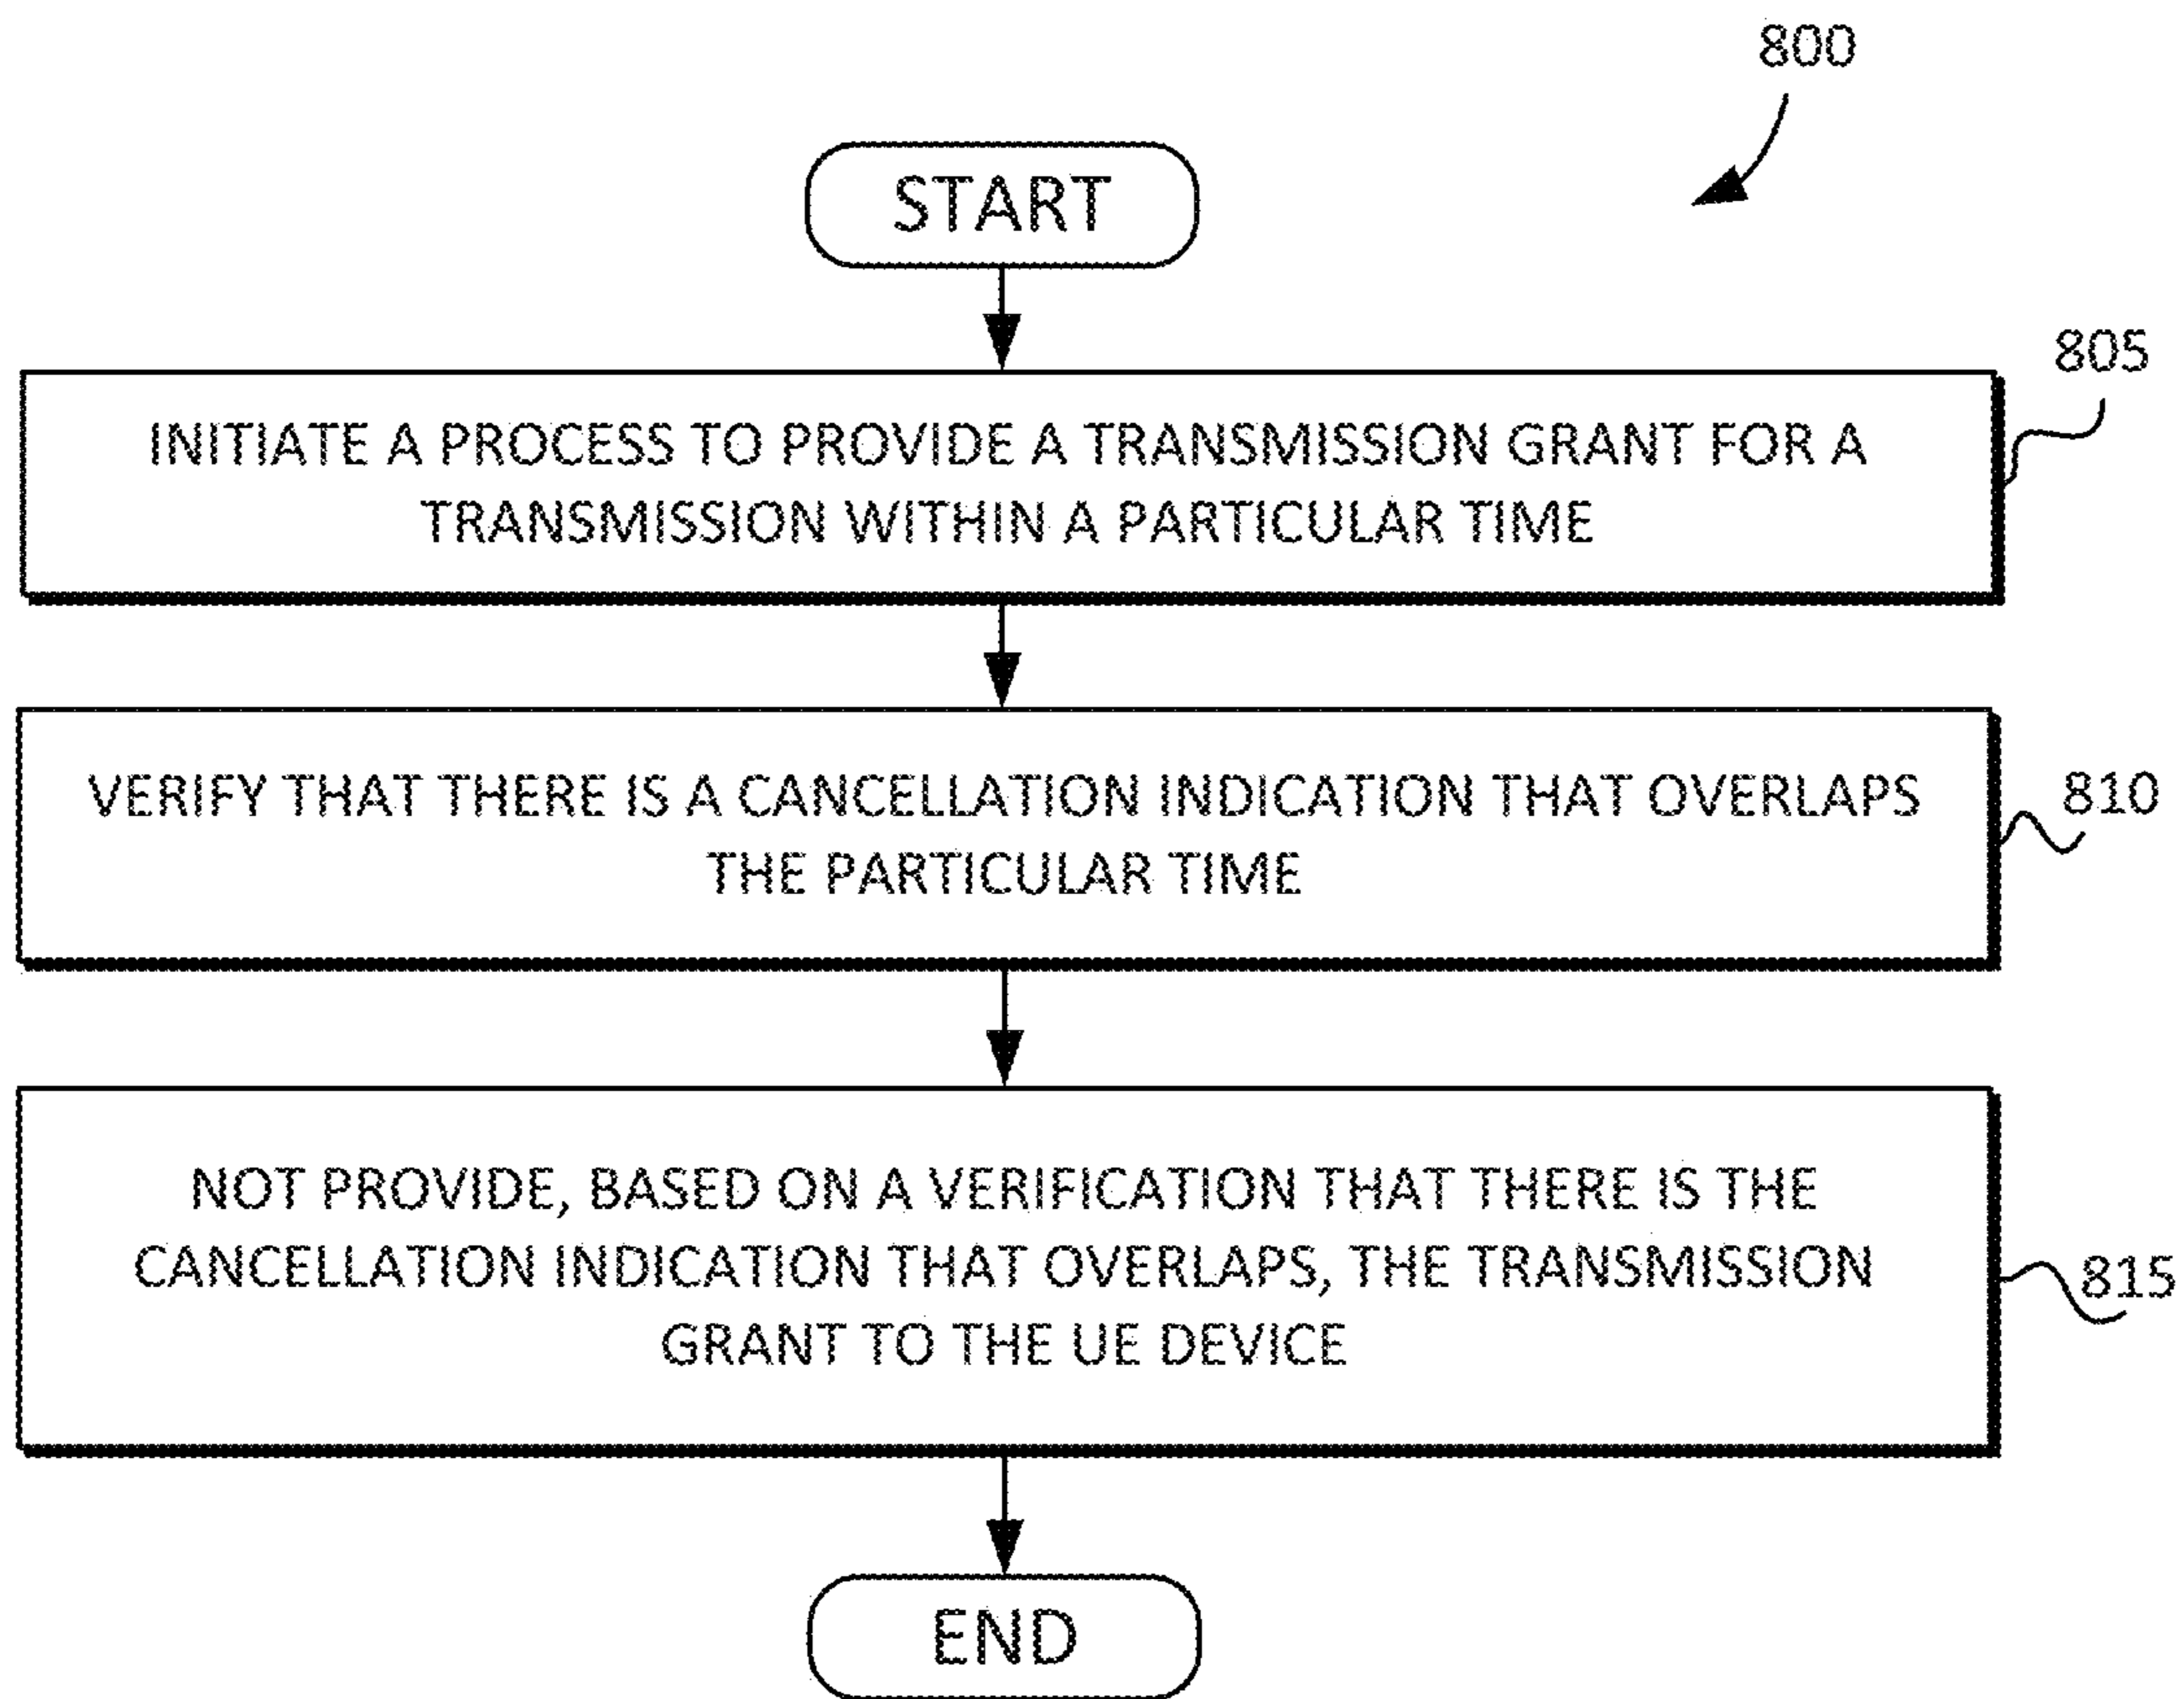 800
START
805
INITIATE A PROCESS TO PROVIDE A TRANSMISSION GRANT FOR A
TRANSMISSION WITHIN A PARTICULAR TIME
VERIFY THAT THERE IS A CANCELLATION INDICATION THAT OVERLAPS
THE PARTICULAR TIME
810
NOT PROVIDE, BASED ON A VERIFICATION THAT THERE IS THE
CANCELLATION INDICATION THAT OVERLAPS, THE TRANSMISSION
GRANT TO THE UE DEVICE
815
END